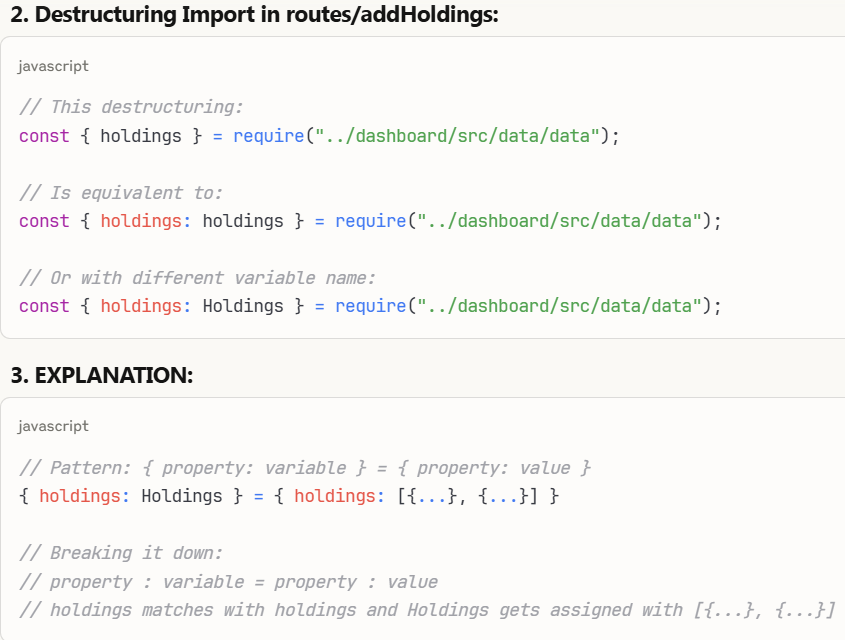 2. Destructuring Import in routes/addHoldings:
javascript
// This destructuring:
const { holdings } = require("../dashboard/src/data/data");
// Is equivalent to:
const { holdings: holdings } = require("../dashboard/src/data/data");
// Or with different variable name:
const { holdings: Holdings } = require("../dashboard/src/data/data");
3. EXPLANATION:
javascript
// Pattern: { property: variable } = { property: value }
{ holdings: Holdings } = { holdings: [{...}, {...}] }
// Breaking it down:
// property : variable = property : value
// holdings matches with holdings and Holdings gets assigned with [{...}, {...}]